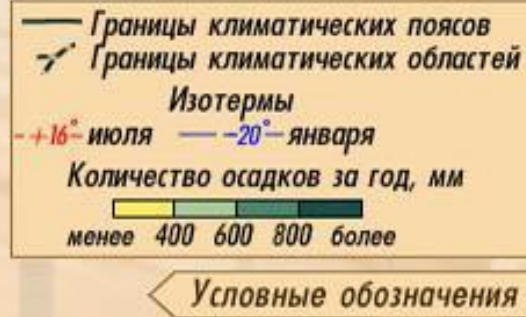 Границы климатических поясов
Границы климатических областей
Изотермы
+16° июля -20° января
Количество осадков за год, мм
менее 400 600 800 более
Условные обозначения